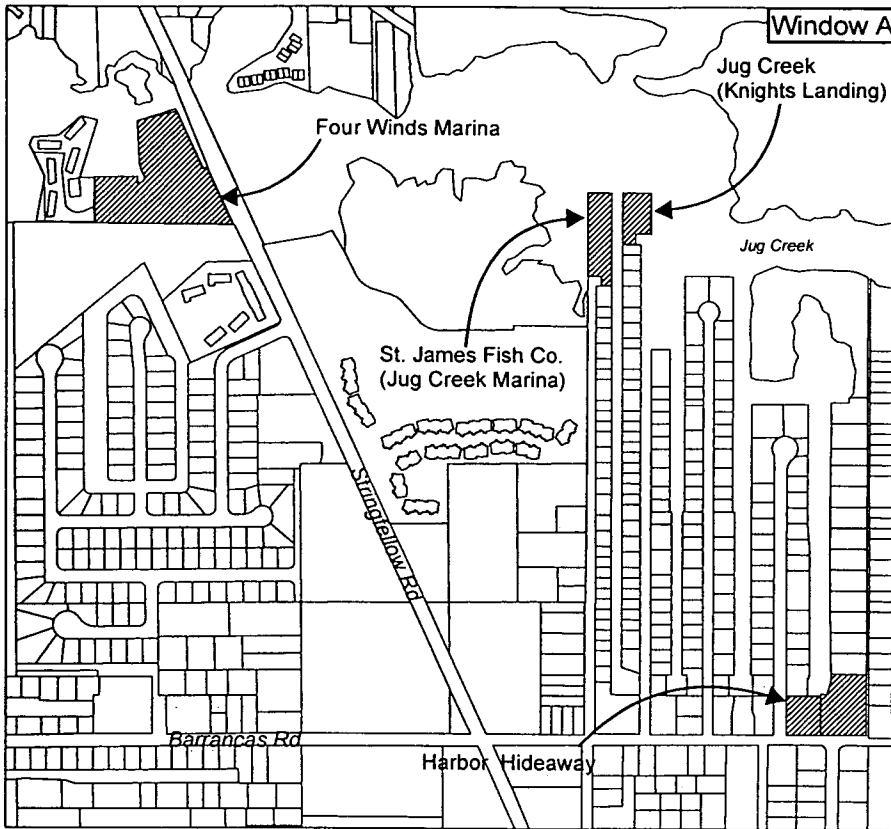 Window A
Jug Creek
(Knights Landing)
Four Winds Marina
Jug Creek
St. James Fish Co.
(Jug Creek Marina)
Stringfellow Rd
Barrancas Rd
Harbor Hideaway